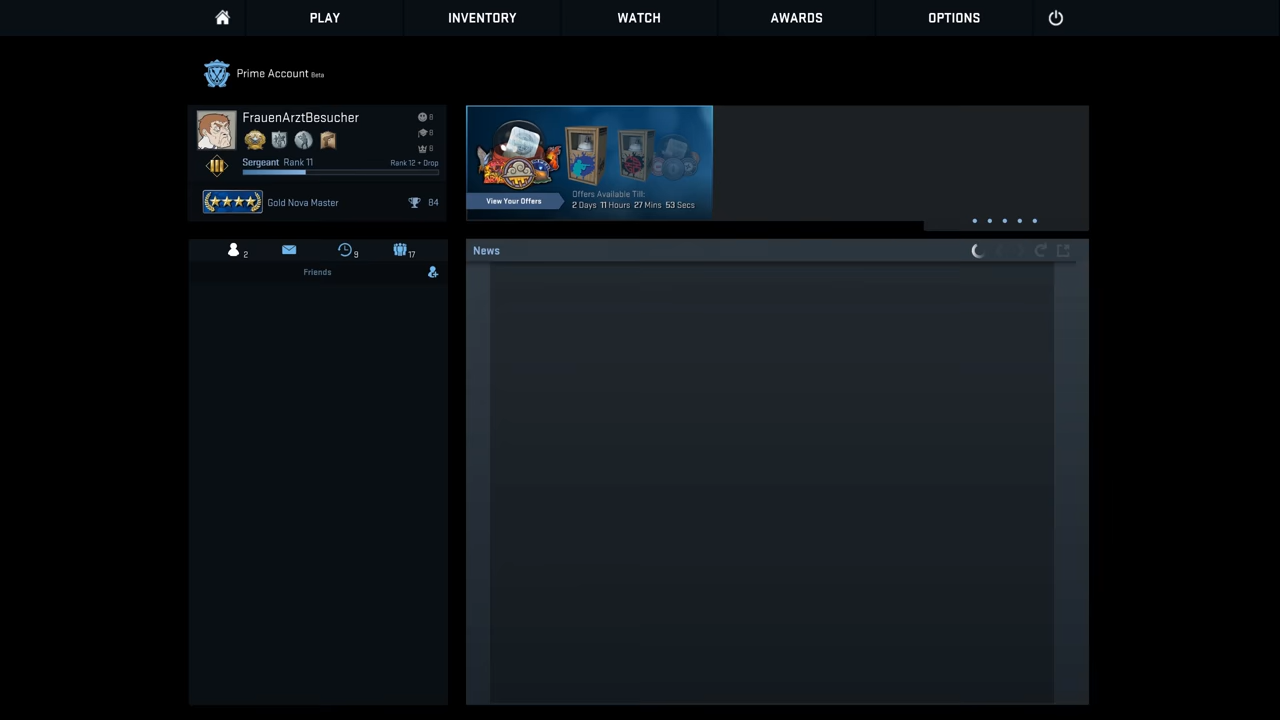 PLAY
INVENTORY
WATCH
AWARDS
OPTIONS
Prime Account Beta
FrauenArztBesucher
8
8
8
Sergeant Rank 11
Rank 12 + Drop
Gold Nova Master
84
View Your Offers
Offers Available Till:
2 Days 11 Hours 27 Mins 53 Secs
2
9
17
Friends
News